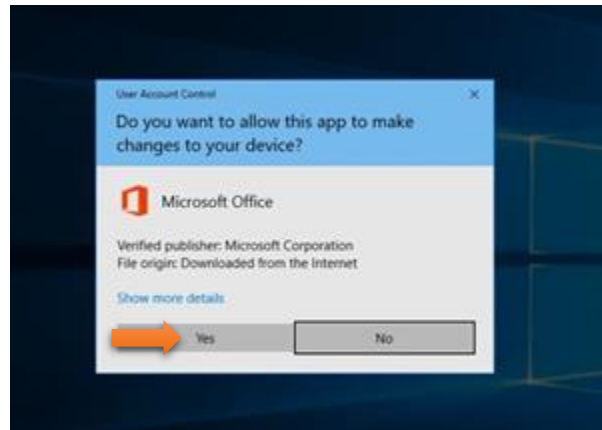 User Account Control
Do you want to allow this app to make
changes to your device?
Microsoft Office
Verified publisher: Microsoft Corporation
File origin: Downloaded from the Internet
Show more details
Yes
No